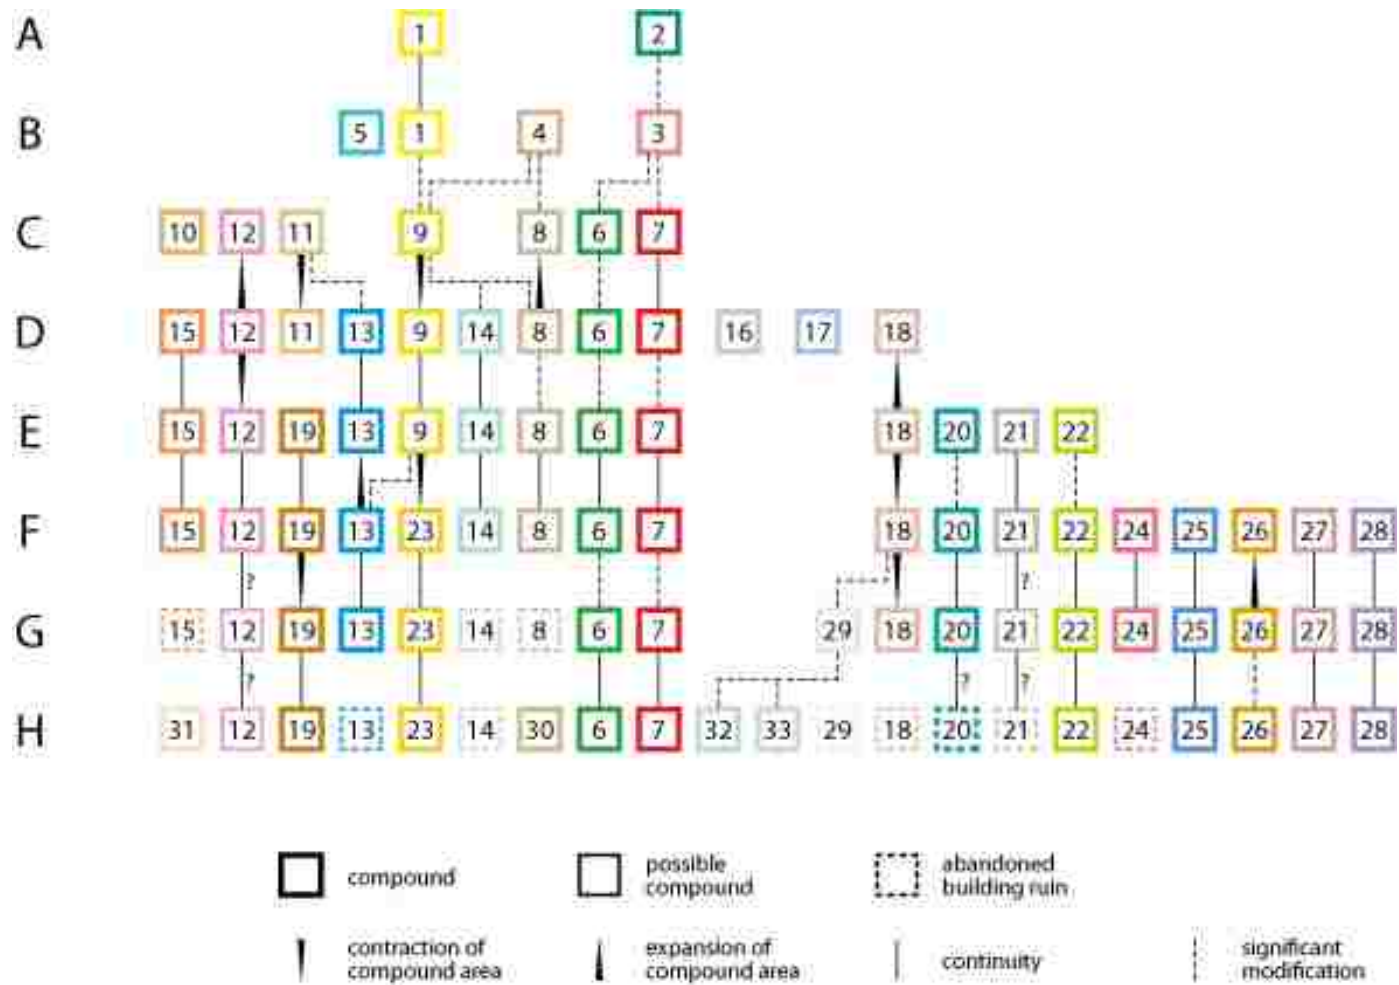 A 1 2
B 5 1 4 3
C 10 12 11 9 8 6 7
D 15 12 11 13 9 14 8 6 7 16 17 18
E 15 12 19 13 9 14 8 6 7 18 20 21 22
F 15 12 19 13 23 14 8 6 7 18 20 21 22 24 25 26 27 28
? ?
G 15 12 19 13 23 14 8 6 7 29 18 20 21 22 24 25 26 27 28
? ? ?
H 31 12 19 13 23 14 30 6 7 32 33 29 18 20 21 22 24 25 26 27 28
compound
possible
compound
abandoned
building ruin
contraction of
compound area
expansion of
compound area
continuity
significant
modification